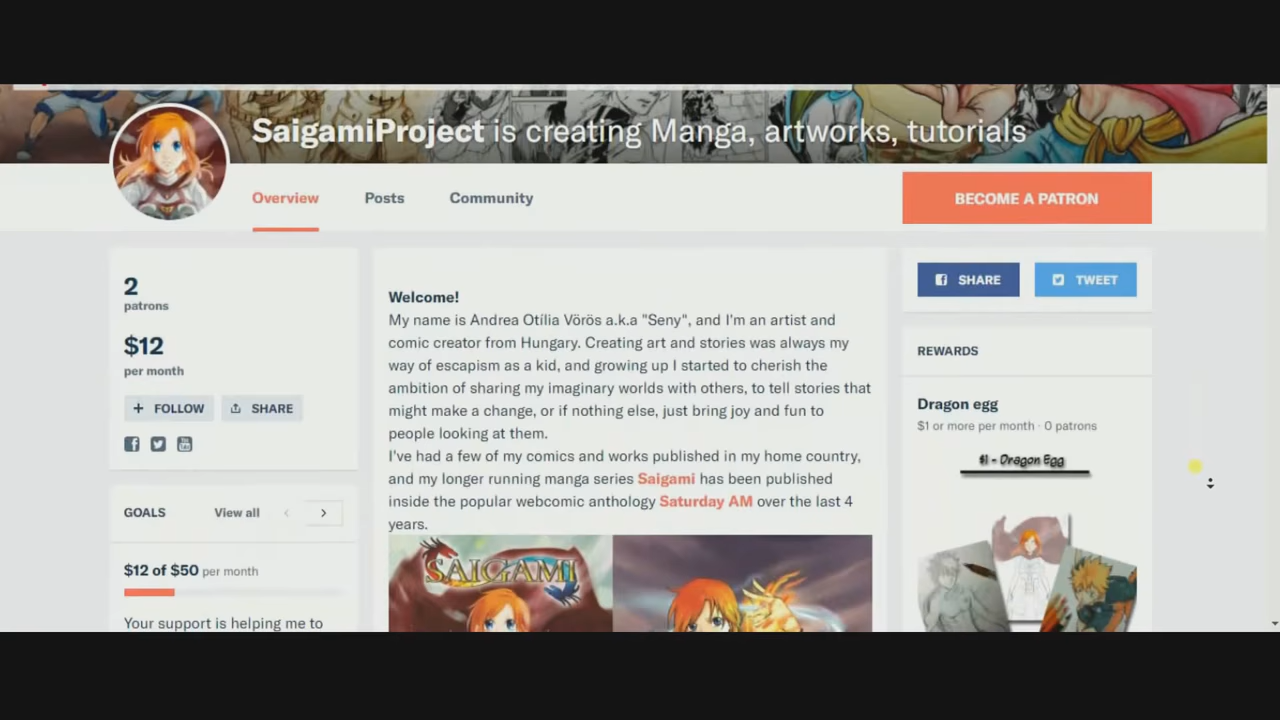 SaigamiProject is creating Manga, artworks, tutorials
Overview
Posts
Community
BECOME A PATRON
2
patrons
$12
per month
+ FOLLOW
SHARE
GOALS
View all
$12 of $50 per month
Your support is helping me to
Welcome!
My name is Andrea Otília Vörös a.k.a "Seny", and I'm an artist and
comic creator from Hungary. Creating art and stories was always my
way of escapism as a kid, and growing up I started to cherish the
ambition of sharing my imaginary worlds with others, to tell stories that
might make a change, or if nothing else, just bring joy and fun to
people looking at them.
I've had a few of my comics and works published in my home country,
and my longer running manga series Saigami has been published
inside the popular webcomic anthology Saturday AM over the last 4
years.
SAIGAMI
SHARE
TWEET
REWARDS
Dragon egg
$1 or more per month · 0 patrons
$1 - Dragon Egg